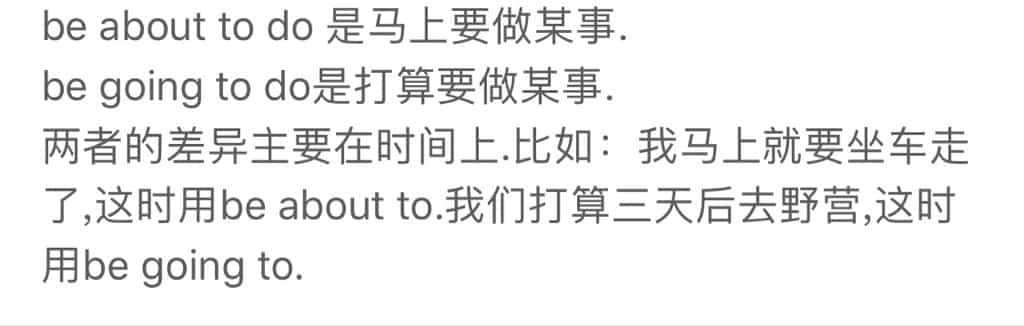 be about to do 是马上要做某事.
be going to do是打算要做某事.
两者的差异主要在时间上.比如：我马上就要坐车走
了,这时用be about to.我们打算三天后去野营,这时
用be going to.